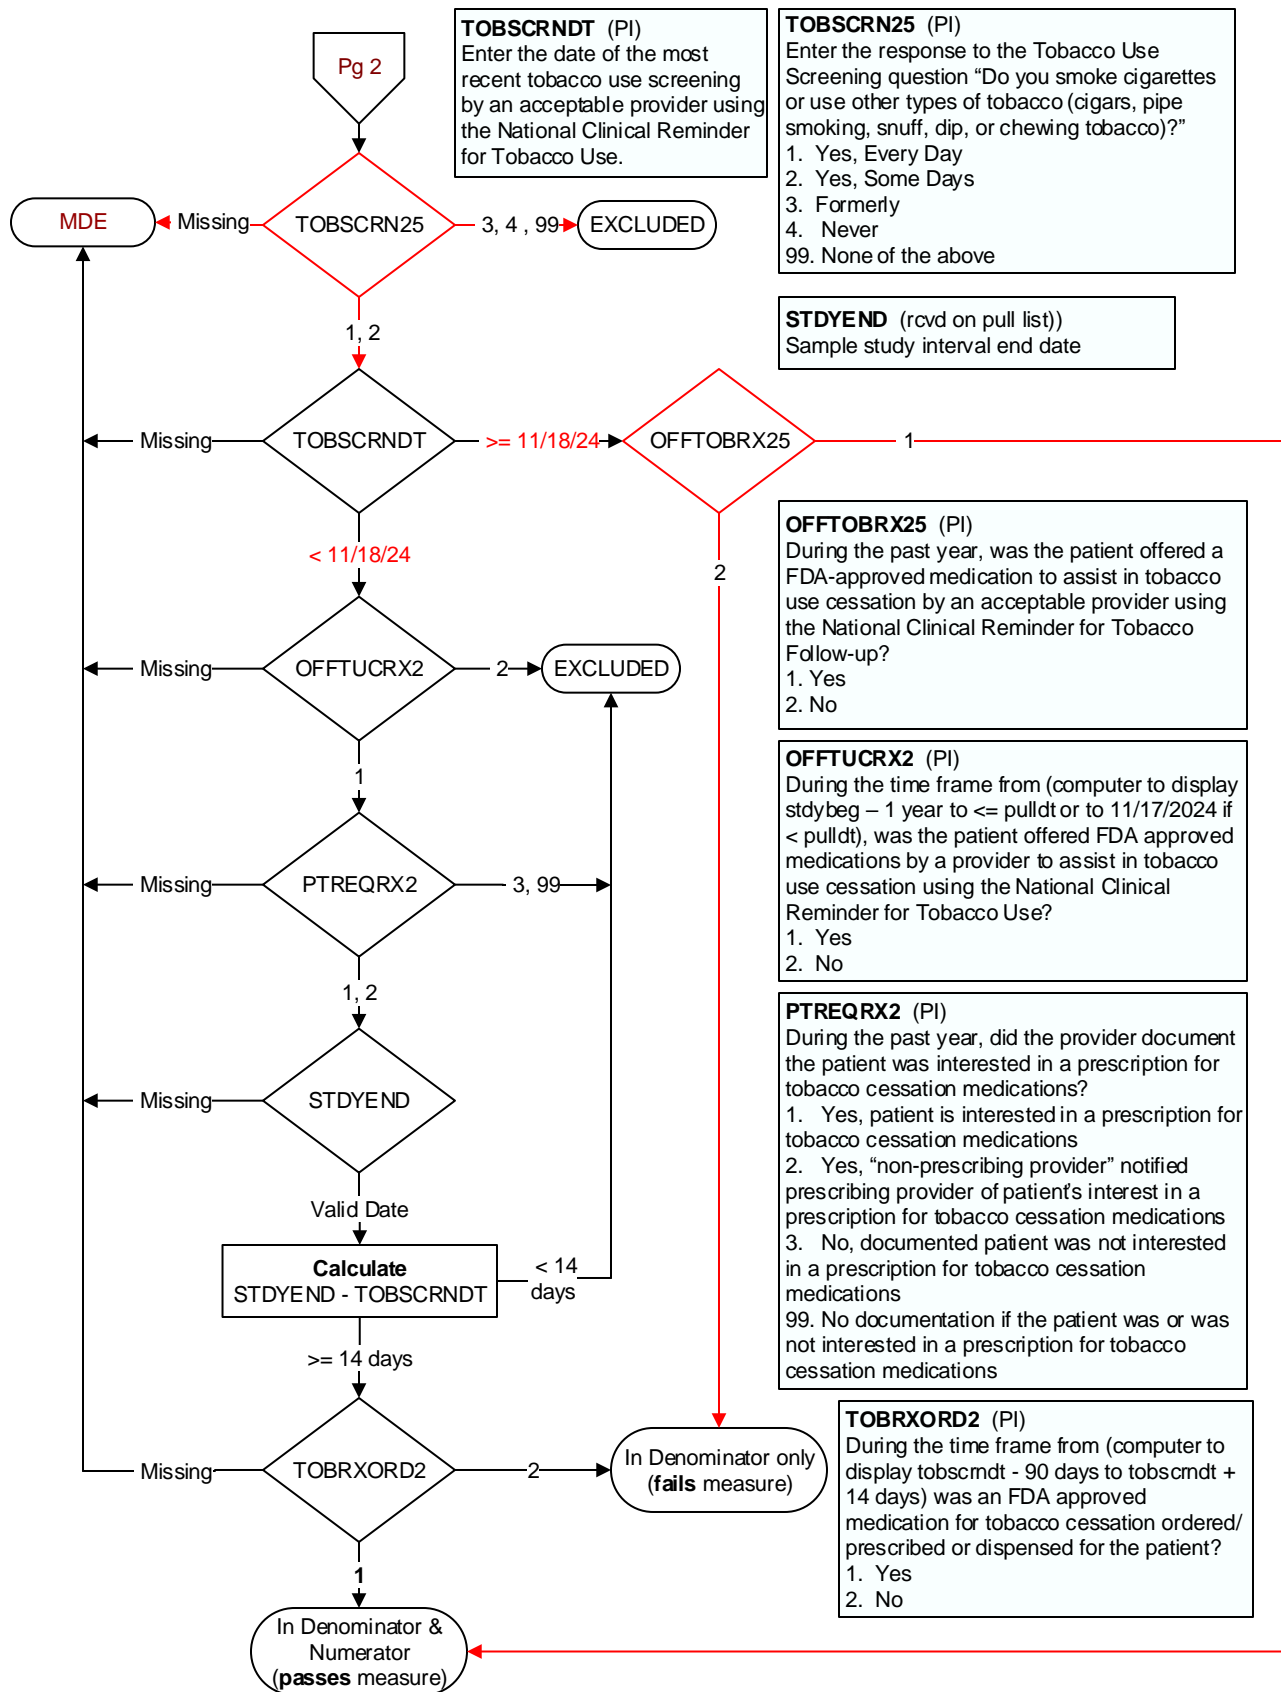 Pg 2
TOBSCRNDT (PI)
Enter the date of the most
recent tobacco use screening
by an acceptable provider using
the National Clinical Reminder
for Tobacco Use.
TOBSCRN25 (PI)
Enter the response to the Tobacco Use
Screening question “Do you smoke cigarettes
or use other types of tobacco (cigars, pipe
smoking, snuff, dip, or chewing tobacco)?”
1. Yes, Every Day
2. Yes, Some Days
3. Formerly
4. Never
99. None of the above
MDE
Missing
TOBSCRN25
3, 4 , 99
EXCLUDED
1, 2
STDYEND (rcvd on pull list))
Sample study interval end date
Missing
TOBSCRNDT
>= 11/18/24
OFFTOBRX25
1
< 11/18/24
2
OFFTOBRX25 (PI)
During the past year, was the patient offered a
FDA-approved medication to assist in tobacco
use cessation by an acceptable provider using
the National Clinical Reminder for Tobacco
Follow-up?
1. Yes
2. No
Missing
OFFTUCRX2
2
EXCLUDED
1
OFFTUCRX2 (PI)
During the time frame from (computer to display
stdybeg – 1 year to <= pulldt or to 11/17/2024 if
< pulldt), was the patient offered FDA approved
medications by a provider to assist in tobacco
use cessation using the National Clinical
Reminder for Tobacco Use?
1. Yes
2. No
Missing
PTREQRX2
3, 99
1, 2
PTREQRX2 (PI)
During the past year, did the provider document
the patient was interested in a prescription for
tobacco cessation medications?
1. Yes, patient is interested in a prescription for
tobacco cessation medications
2. Yes, “non-prescribing provider” notified
prescribing provider of patient’s interest in a
prescription for tobacco cessation medications
3. No, documented patient was not interested
in a prescription for tobacco cessation
medications
99. No documentation if the patient was or was
not interested in a prescription for tobacco
cessation medications
Missing
STDYEND
Valid Date
Calculate
STDYEND - TOBSCRNDT
< 14
days
>= 14 days
Missing
TOBRXORD2
2
In Denominator only
(fails measure)
TOBRXORD2 (PI)
During the time frame from (computer to
display tobscrndt - 90 days to tobscrndt +
14 days) was an FDA approved
medication for tobacco cessation ordered/
prescribed or dispensed for the patient?
1. Yes
2. No
1
In Denominator &
Numerator
(passes measure)